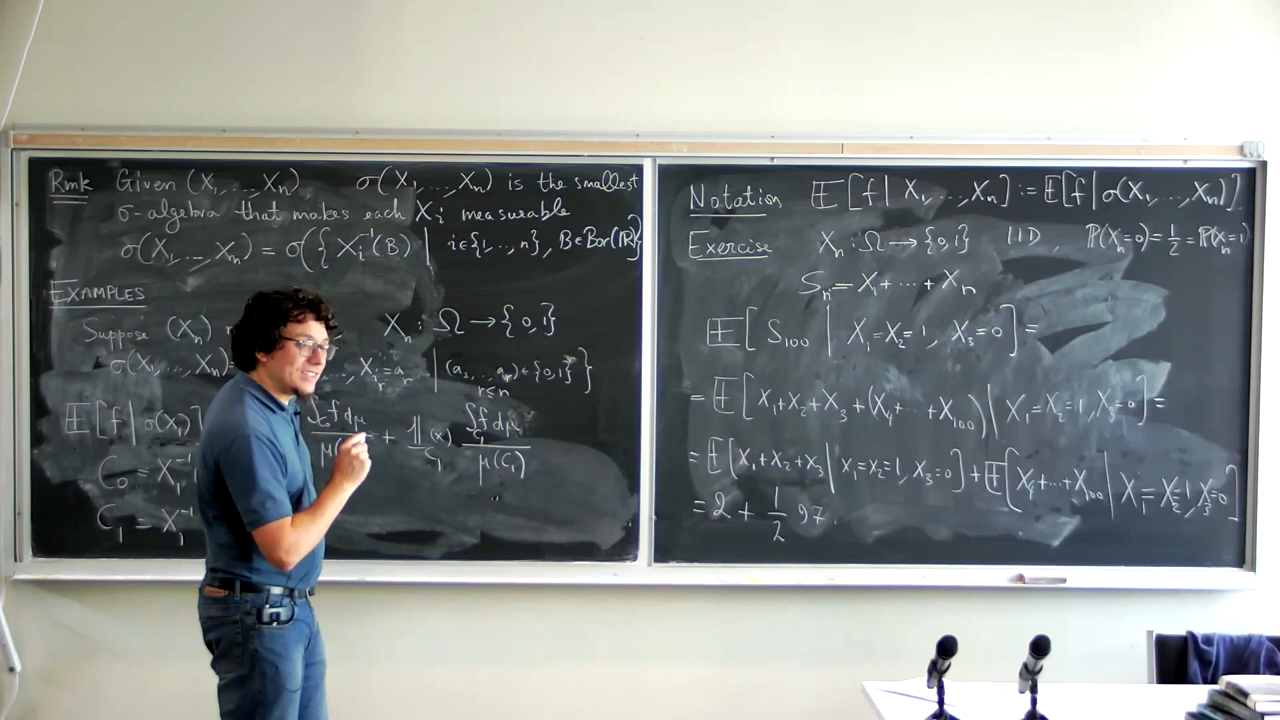 Rmk Given (X₁,...,Xₙ), σ(X₁,...,Xₙ) is the smallest
σ-algebra that makes each Xᵢ measurable
σ(X₁,...,Xₙ) = σ({Xᵢ⁻¹(B) | i∈{1,...,n}, B∈Bor(ℝ)}
EXAMPLES
Suppose (Xₙ) Xₙ : Ω → {0,1}
σ(X₁,...,Xₙ)= ..., X_{i_r}=a_r | (a₁,...,a_r)∈{0,1}ʳ }
r≤n
𝔼[f | σ(X₁)] ∫_{C₀} f dμ / μ( + 𝟙_{C₁}(x) ∫_{C₁} f dμ / μ(C₁)
C₀ = X₁⁻¹
C₁ = X₁⁻¹
Notation 𝔼[f | X₁,...,Xₙ] := 𝔼[f | σ(X₁,...,Xₙ)]
Exercise Xₙ : Ω → {0,1} IID, ℙ(Xₙ=0)=½=ℙ(Xₙ=1)
Sₙ = X₁ + ... + Xₙ
𝔼[ S₁₀₀ | X₁=X₂=1, X₃=0 ] =
= 𝔼[ X₁+X₂+X₃+(X₄+...+X₁₀₀) | X₁=X₂=1, X₃=0 ] =
= 𝔼[ X₁+X₂+X₃ | X₁=X₂=1, X₃=0 ] + 𝔼[ X₄+...+X₁₀₀ | X₁=X₂=1, X₃=0 ]
= 2 + ½ 97.